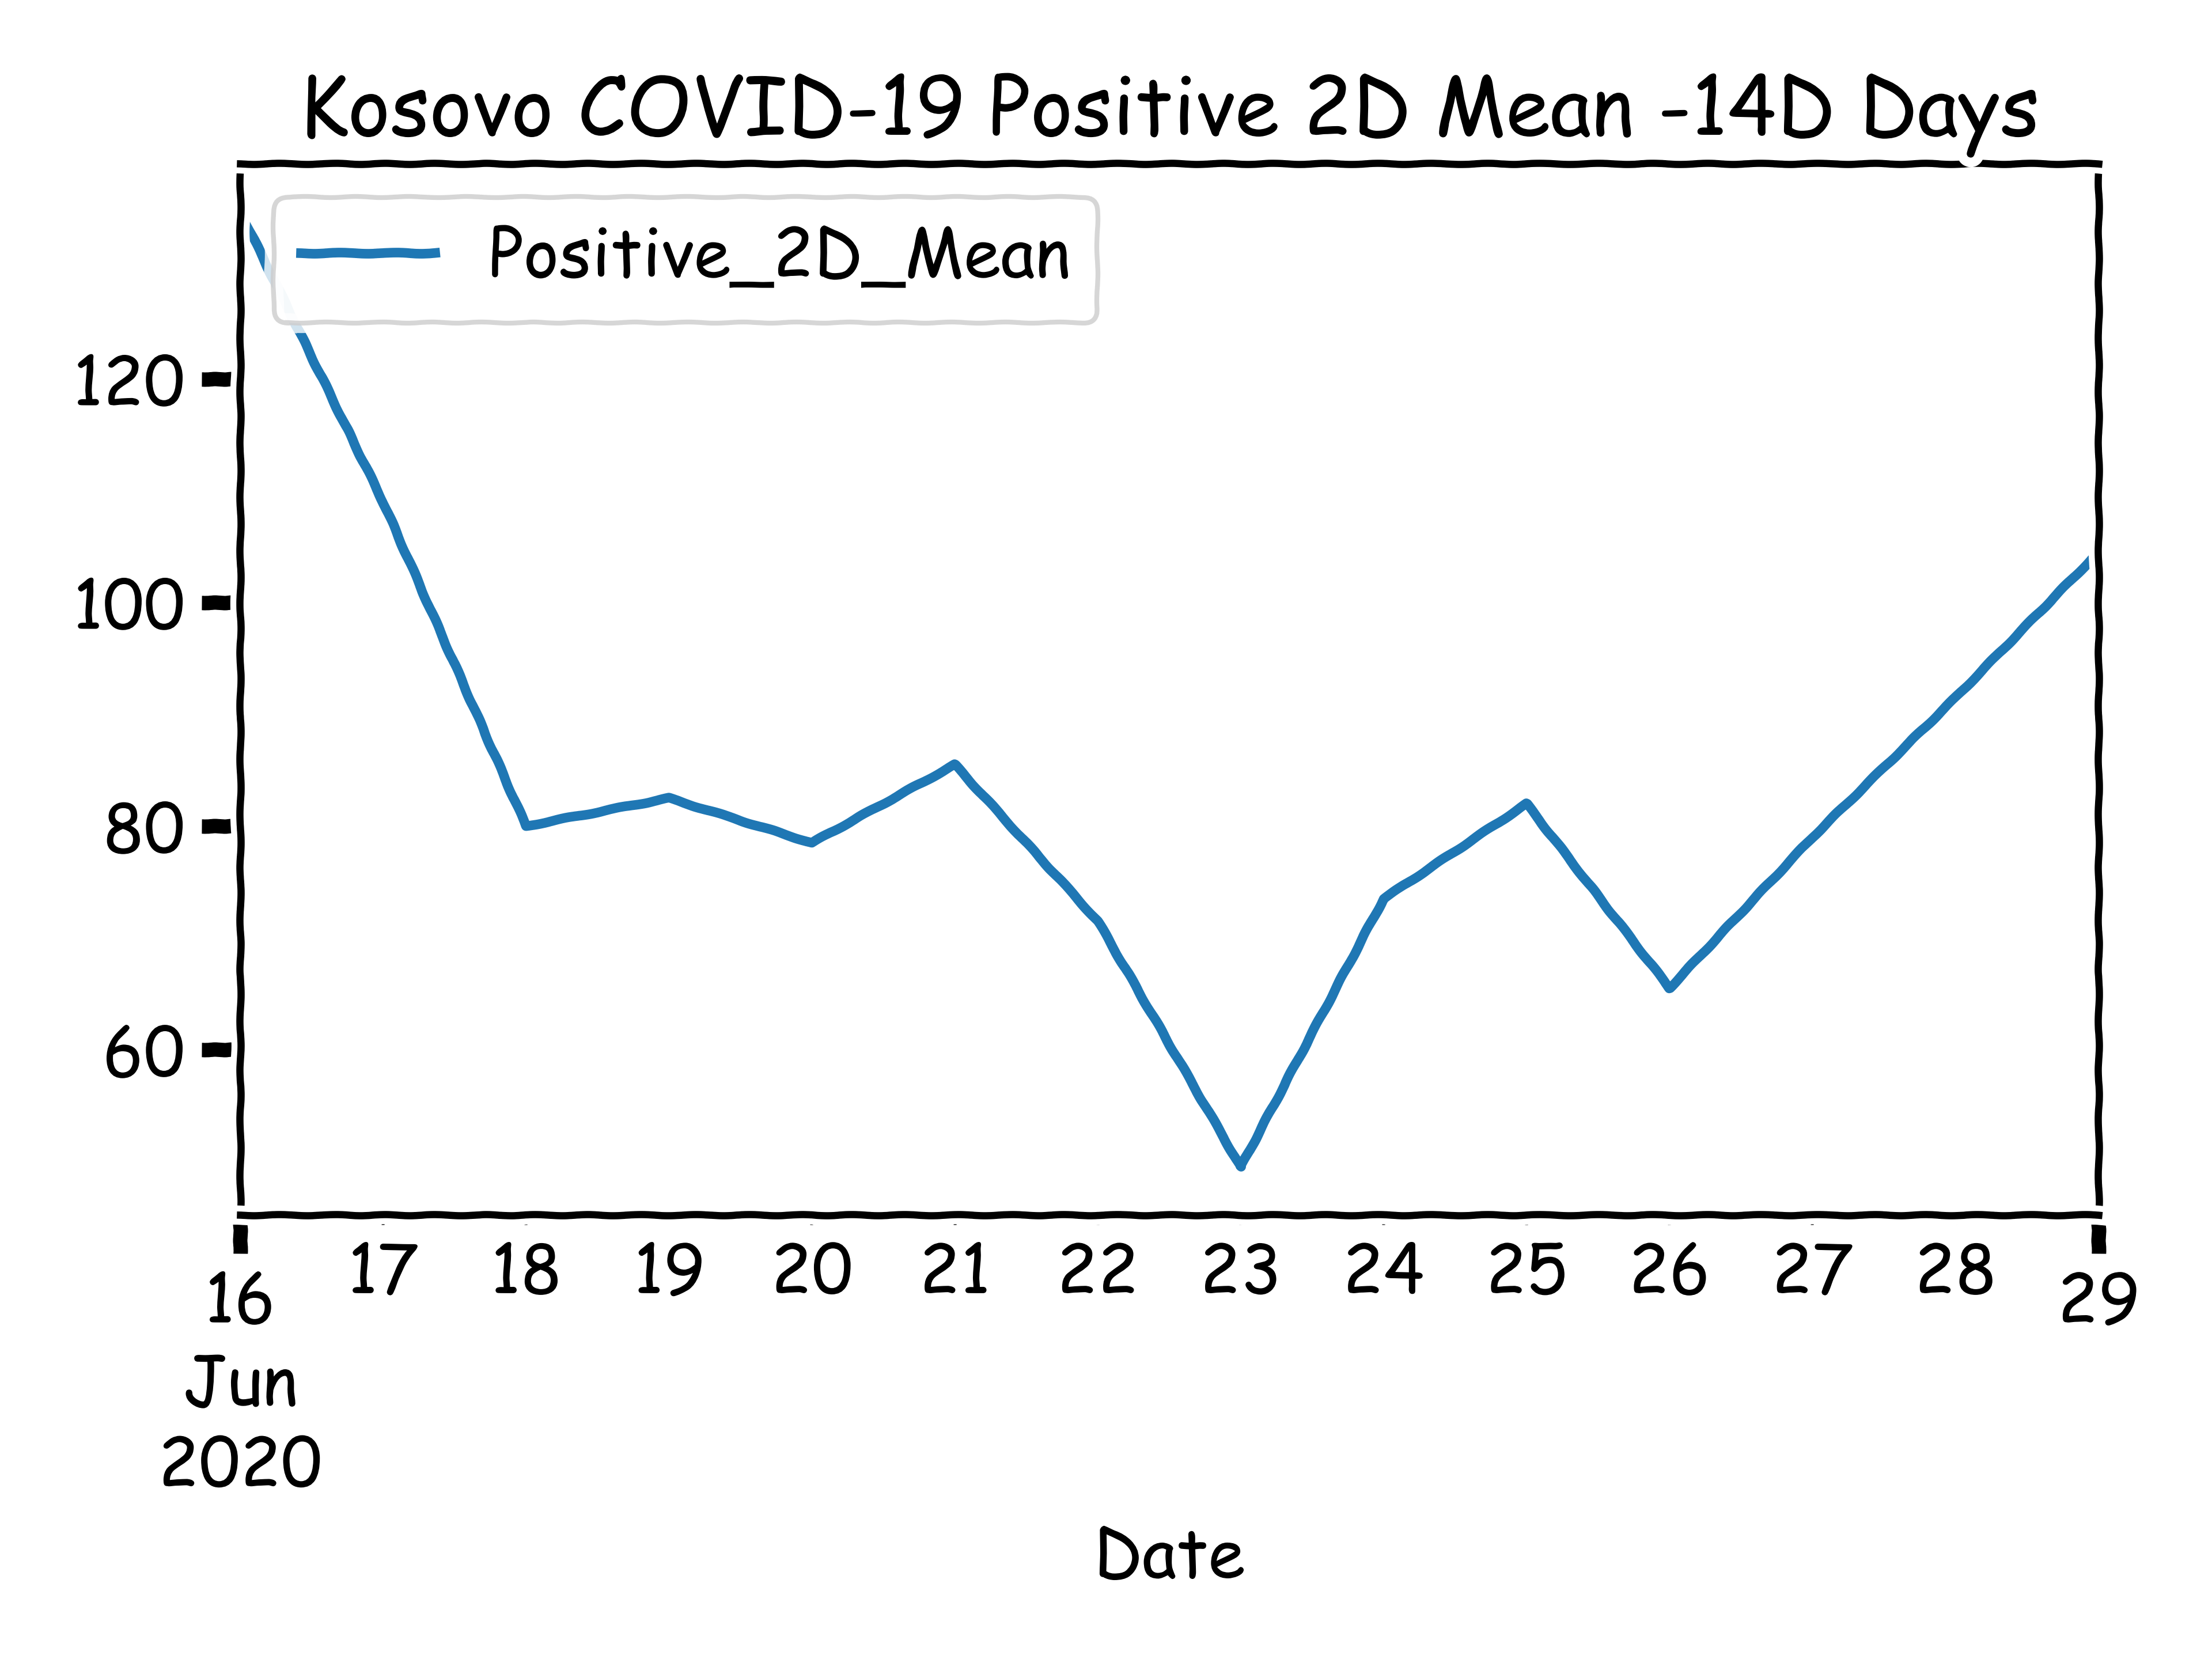 Kosovo COVID-19 Positive 2D Mean -14D Days
Positive_2D_Mean
120
100
80
60
17 18 19 20 21 22 23 24 25 26 27 28
16 29
Jun
2020
Date